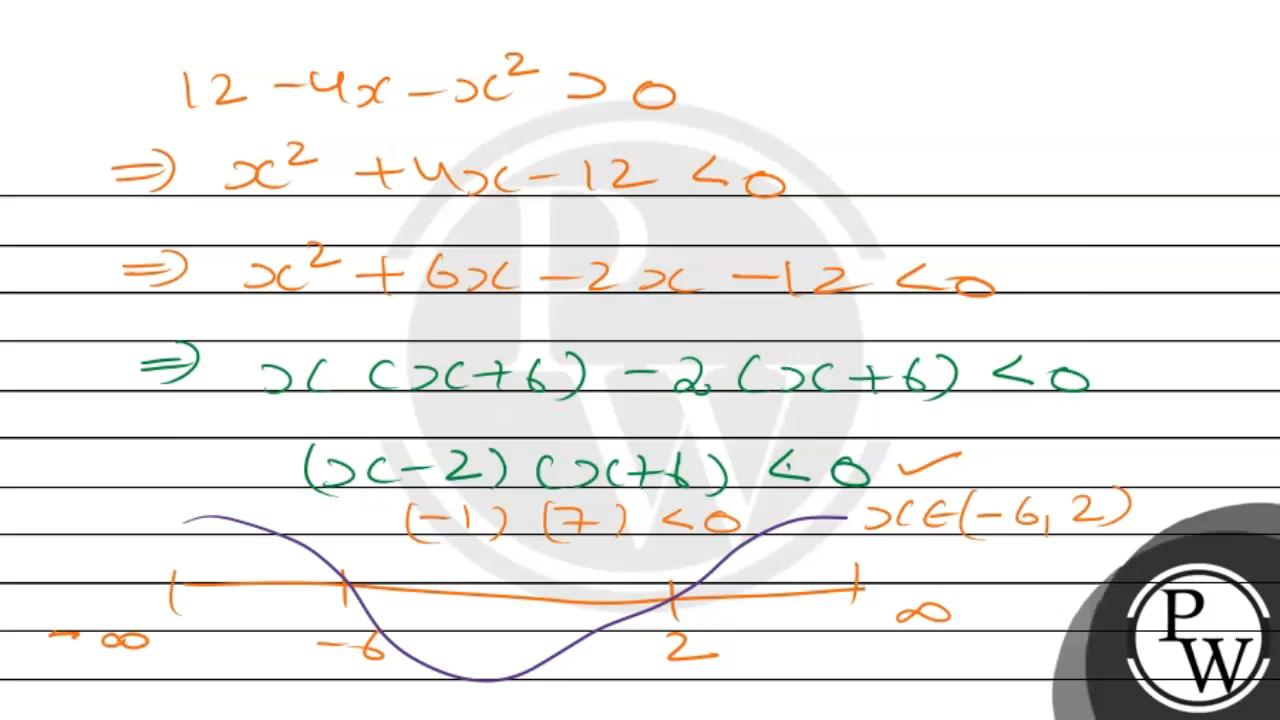 12 - 4x - x² > 0
⇒ x² + 4x - 12 < 0
⇒ x² + 6x - 2x - 12 < 0
⇒ x (x+6) - 2 (x+6) < 0
(x-2) (x+6) < 0 ✓
(-1) (7) < 0 x∈(-6, 2)
-∞ -6 2 ∞
PW
PW